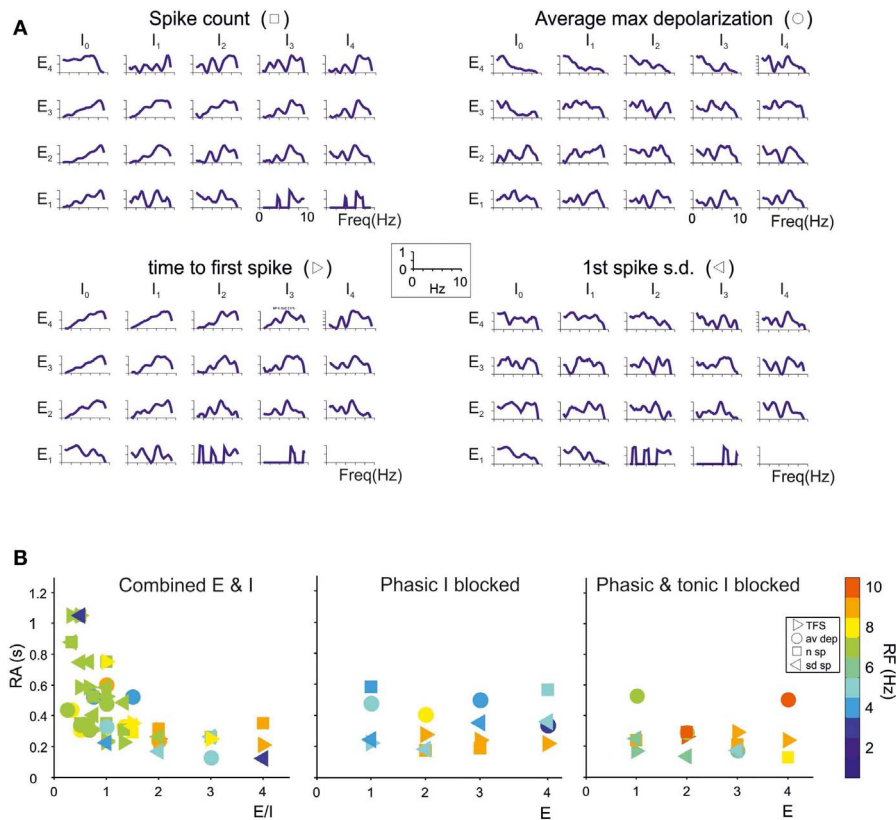 A
Spike count (□)
I0 I1 I2 I3 I4
E4
E3
E2
E1
0 10
Freq(Hz)
Average max depolarization (○)
I0 I1 I2 I3 I4
E4
E3
E2
E1
0 10
Freq(Hz)
1
0
0 10
Hz
time to first spike (▷)
I0 I1 I2 I3 I4
E4
E3
E2
E1
Freq(Hz)
1st spike s.d. (◁)
I0 I1 I2 I3 I4
E4
E3
E2
E1
Freq(Hz)
B
Combined E & I
RA (s)
1.2
1
0.8
0.6
0.4
0.2
0
0 1 2 3 4
E/I
Phasic I blocked
0 1 2 3 4
E
Phasic & tonic I blocked
0 1 2 3 4
E
▷ TFS
○ av dep
□ n sp
◁ sd sp
10
8
6
4
2
0
RF (Hz)